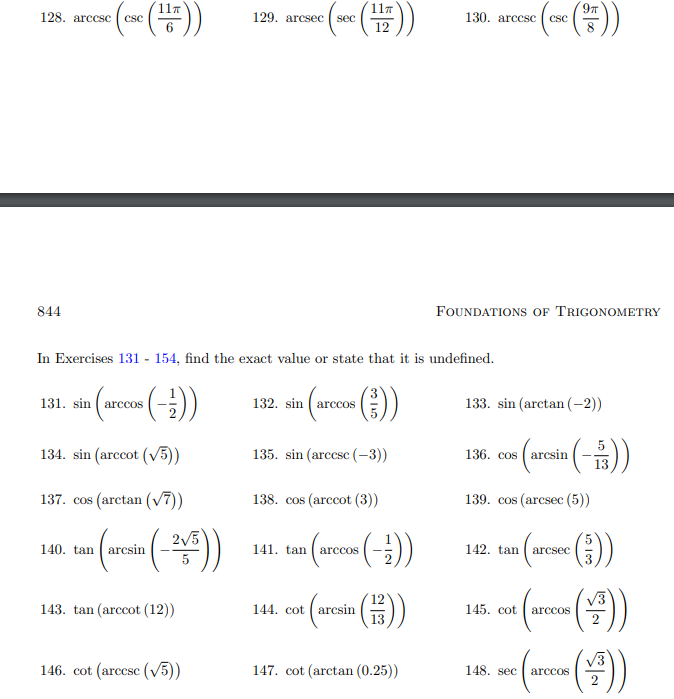 128. arccsc (csc (11π/6)) 129. arcsec (sec (11π/12)) 130. arccsc (csc (9π/8))
844 Foundations of Trigonometry
In Exercises 131 - 154, find the exact value or state that it is undefined.
131. sin (arccos (−1/2)) 132. sin (arccos (3/5)) 133. sin (arctan (−2))
134. sin (arccot (√5)) 135. sin (arccsc (−3)) 136. cos (arcsin (−5/13))
137. cos (arctan (√7)) 138. cos (arccot (3)) 139. cos (arcsec (5))
140. tan (arcsin (−2√5/5)) 141. tan (arccos (−1/2)) 142. tan (arcsec (5/3))
143. tan (arccot (12)) 144. cot (arcsin (12/13)) 145. cot (arccos (√3/2))
146. cot (arccsc (√5)) 147. cot (arctan (0.25)) 148. sec (arccos (√3/2))